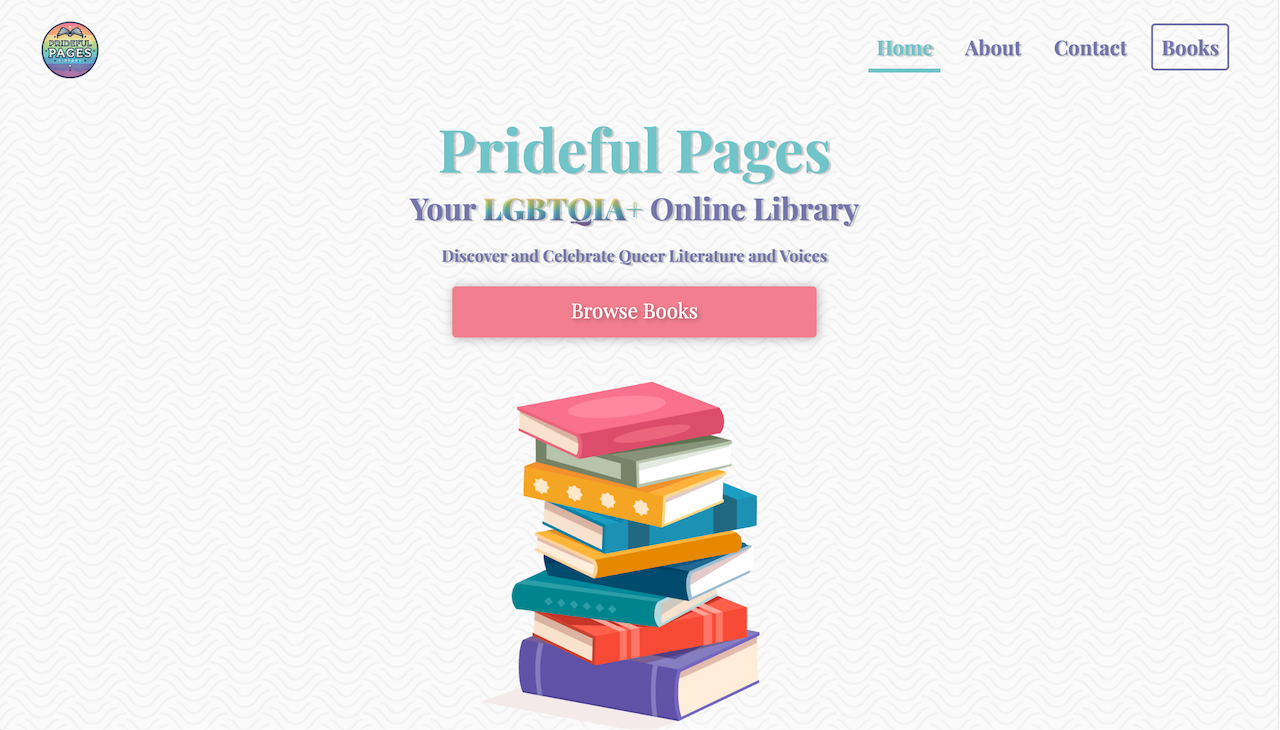 PRIDEFUL
PAGES
LIBRARY
Home About Contact Books
Prideful Pages
Your LGBTQIA+ Online Library
Discover and Celebrate Queer Literature and Voices
Browse Books